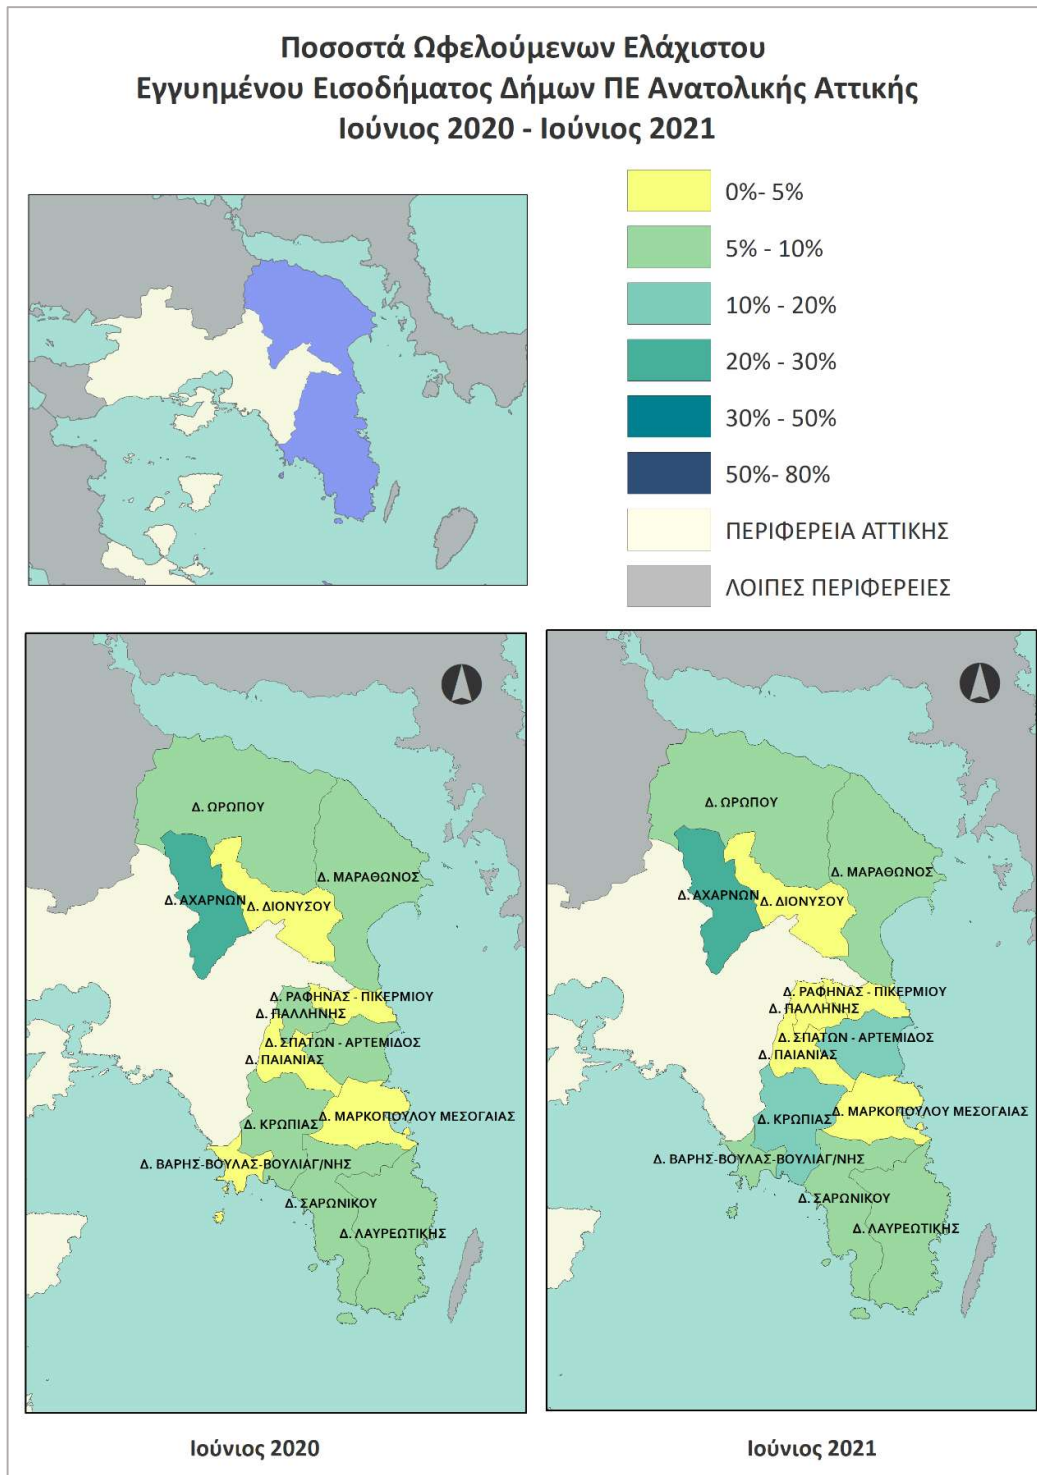 Ποσοστά Ωφελούμενων Ελάχιστου
Εγγυημένου Εισοδήματος Δήμων ΠΕ Ανατολικής Αττικής
Ιούνιος 2020 - Ιούνιος 2021
0%- 5%
5% - 10%
10% - 20%
20% - 30%
30% - 50%
50%- 80%
ΠΕΡΙΦΕΡΕΙΑ ΑΤΤΙΚΗΣ
ΛΟΙΠΕΣ ΠΕΡΙΦΕΡΕΙΕΣ
Δ. ΩΡΩΠΟΥ
Δ. ΜΑΡΑΘΩΝΟΣ
Δ. ΑΧΑΡΝΩΝ
Δ. ΔΙΟΝΥΣΟΥ
Δ. ΡΑΦΗΝΑΣ - ΠΙΚΕΡΜΙΟΥ
Δ. ΠΑΛΛΗΝΗΣ
Δ. ΣΠΑΤΩΝ - ΑΡΤΕΜΙΔΟΣ
Δ. ΠΑΙΑΝΙΑΣ
Δ. ΜΑΡΚΟΠΟΥΛΟΥ ΜΕΣΟΓΑΙΑΣ
Δ. ΚΡΩΠΙΑΣ
Δ. ΒΑΡΗΣ-ΒΟΥΛΑΣ-ΒΟΥΛΙΑΓ/ΝΗΣ
Δ. ΣΑΡΩΝΙΚΟΥ
Δ. ΛΑΥΡΕΩΤΙΚΗΣ
Ιούνιος 2020
Δ. ΩΡΩΠΟΥ
Δ. ΜΑΡΑΘΩΝΟΣ
Δ. ΑΧΑΡΝΩΝ
Δ. ΔΙΟΝΥΣΟΥ
Δ. ΡΑΦΗΝΑΣ - ΠΙΚΕΡΜΙΟΥ
Δ. ΠΑΛΛΗΝΗΣ
Δ. ΣΠΑΤΩΝ - ΑΡΤΕΜΙΔΟΣ
Δ. ΠΑΙΑΝΙΑΣ
Δ. ΜΑΡΚΟΠΟΥΛΟΥ ΜΕΣΟΓΑΙΑΣ
Δ. ΚΡΩΠΙΑΣ
Δ. ΒΑΡΗΣ-ΒΟΥΛΑΣ-ΒΟΥΛΙΑΓ/ΝΗΣ
Δ. ΣΑΡΩΝΙΚΟΥ
Δ. ΛΑΥΡΕΩΤΙΚΗΣ
Ιούνιος 2021